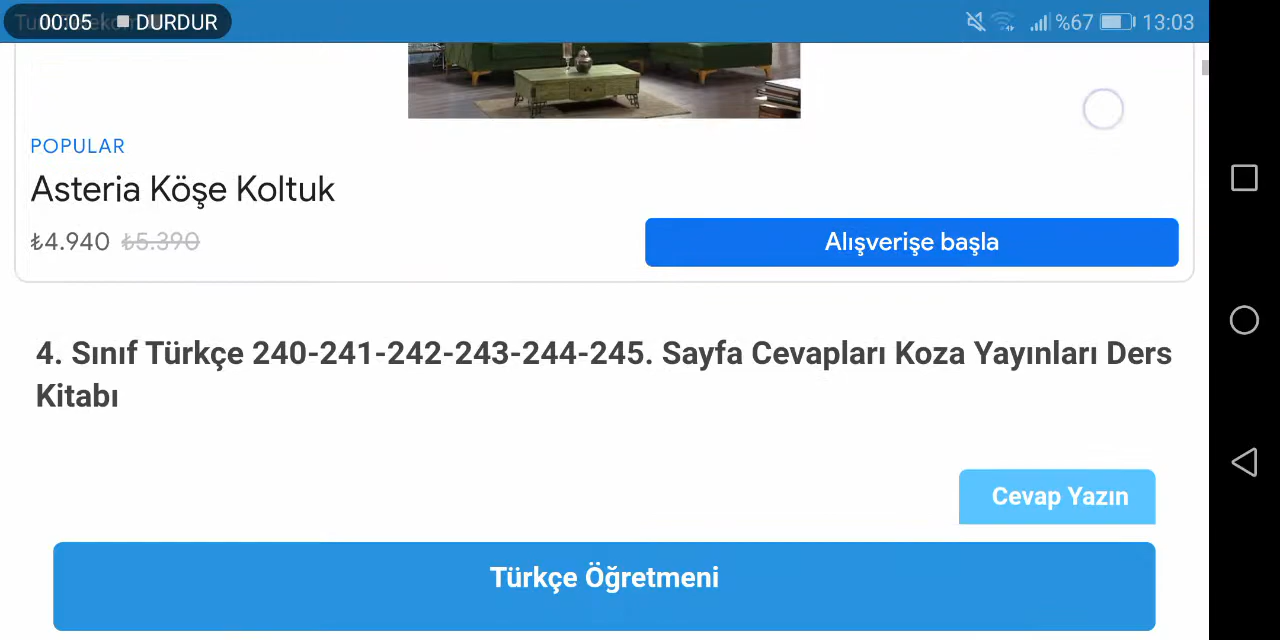 00:05 DURDUR %67 13:03
POPULAR
Asteria Köşe Koltuk
₺4.940 ₺5.390
Alışverişe başla
4. Sınıf Türkçe 240-241-242-243-244-245. Sayfa Cevapları Koza Yayınları Ders
Kitabı
Cevap Yazın
Türkçe Öğretmeni